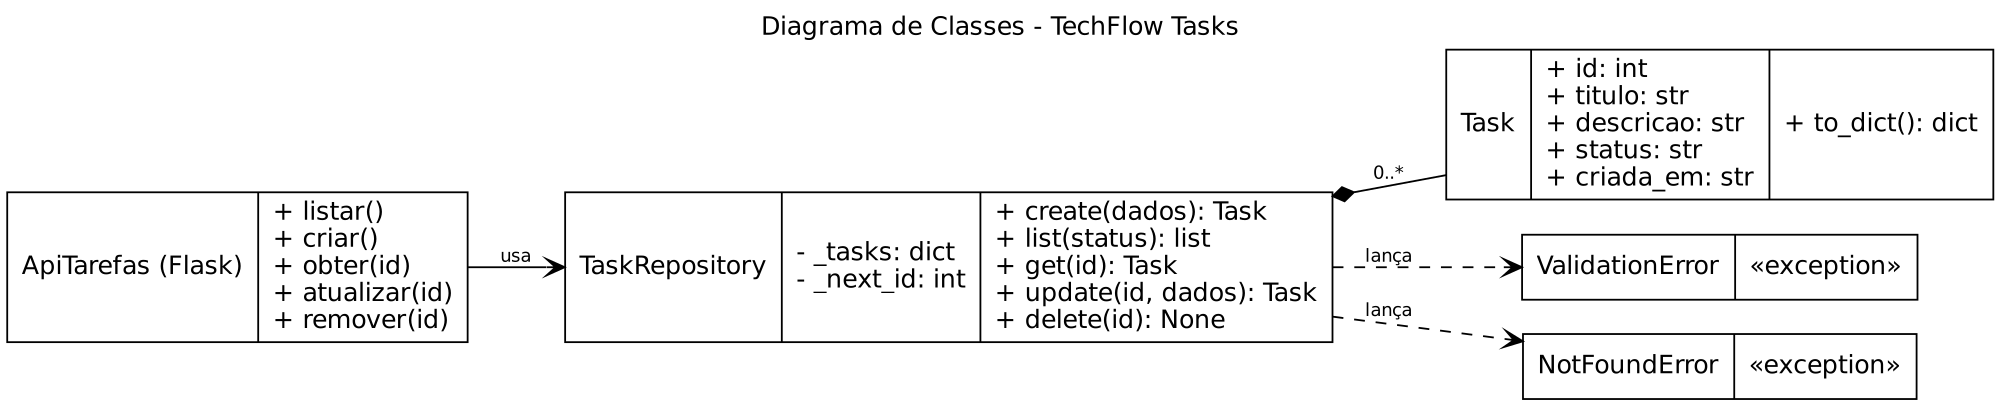 Diagrama de Classes - TechFlow Tasks
ApiTarefas (Flask)
+ listar()
+ criar()
+ obter(id)
+ atualizar(id)
+ remover(id)
usa
TaskRepository
- _tasks: dict
- _next_id: int
+ create(dados): Task
+ list(status): list
+ get(id): Task
+ update(id, dados): Task
+ delete(id): None
0..*
Task
+ id: int
+ titulo: str
+ descricao: str
+ status: str
+ criada_em: str
+ to_dict(): dict
lança
ValidationError
«exception»
lança
NotFoundError
«exception»